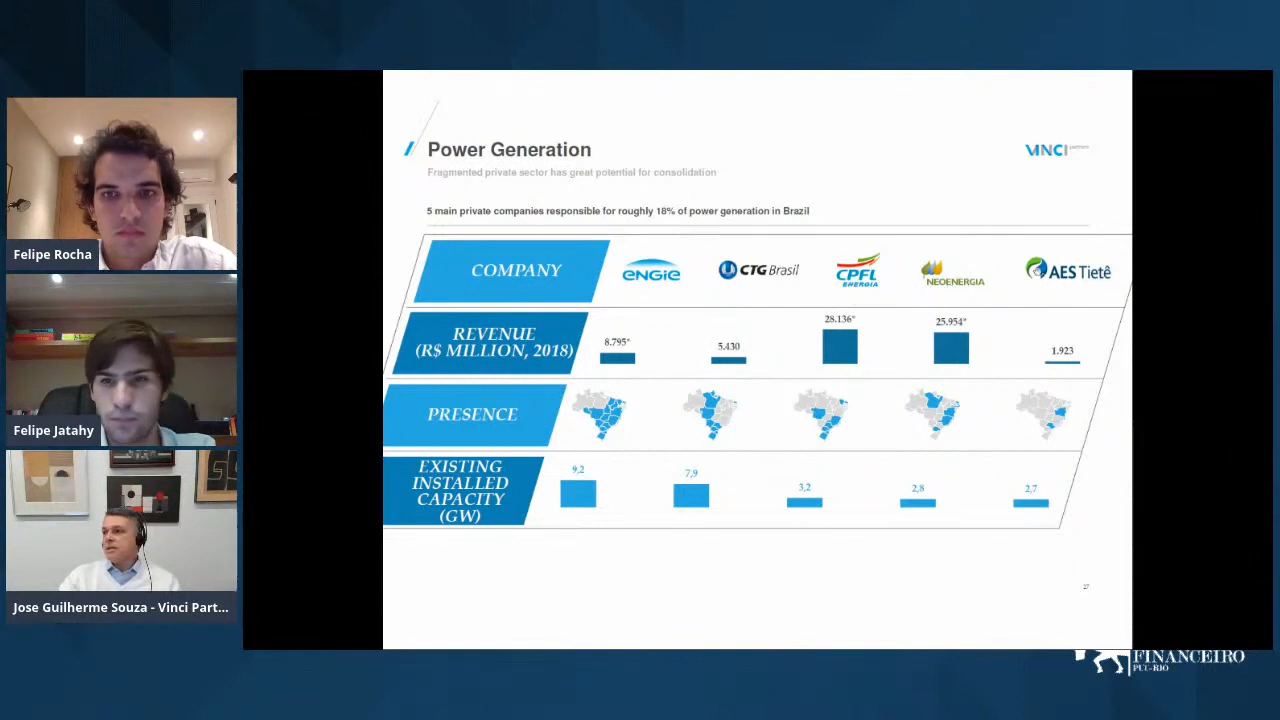 Power Generation
VINCI partners
Fragmented private sector has great potential for consolidation
5 main private companies responsible for roughly 18% of power generation in Brazil
COMPANY
ENGIE
CTG Brasil
CPFL
ENERGIA
NEOENERGIA
AES Tietê
REVENUE
(R$ MILLION, 2018)
8.795*
5.430
28.136*
25.954*
1.923
PRESENCE
EXISTING
INSTALLED
CAPACITY
(GW)
9,2
7,9
3,2
2,8
2,7
27
Felipe Rocha
Felipe Jatahy
Jose Guilherme Souza - Vinci Part...
FINANCEIRO
PUC-RIO